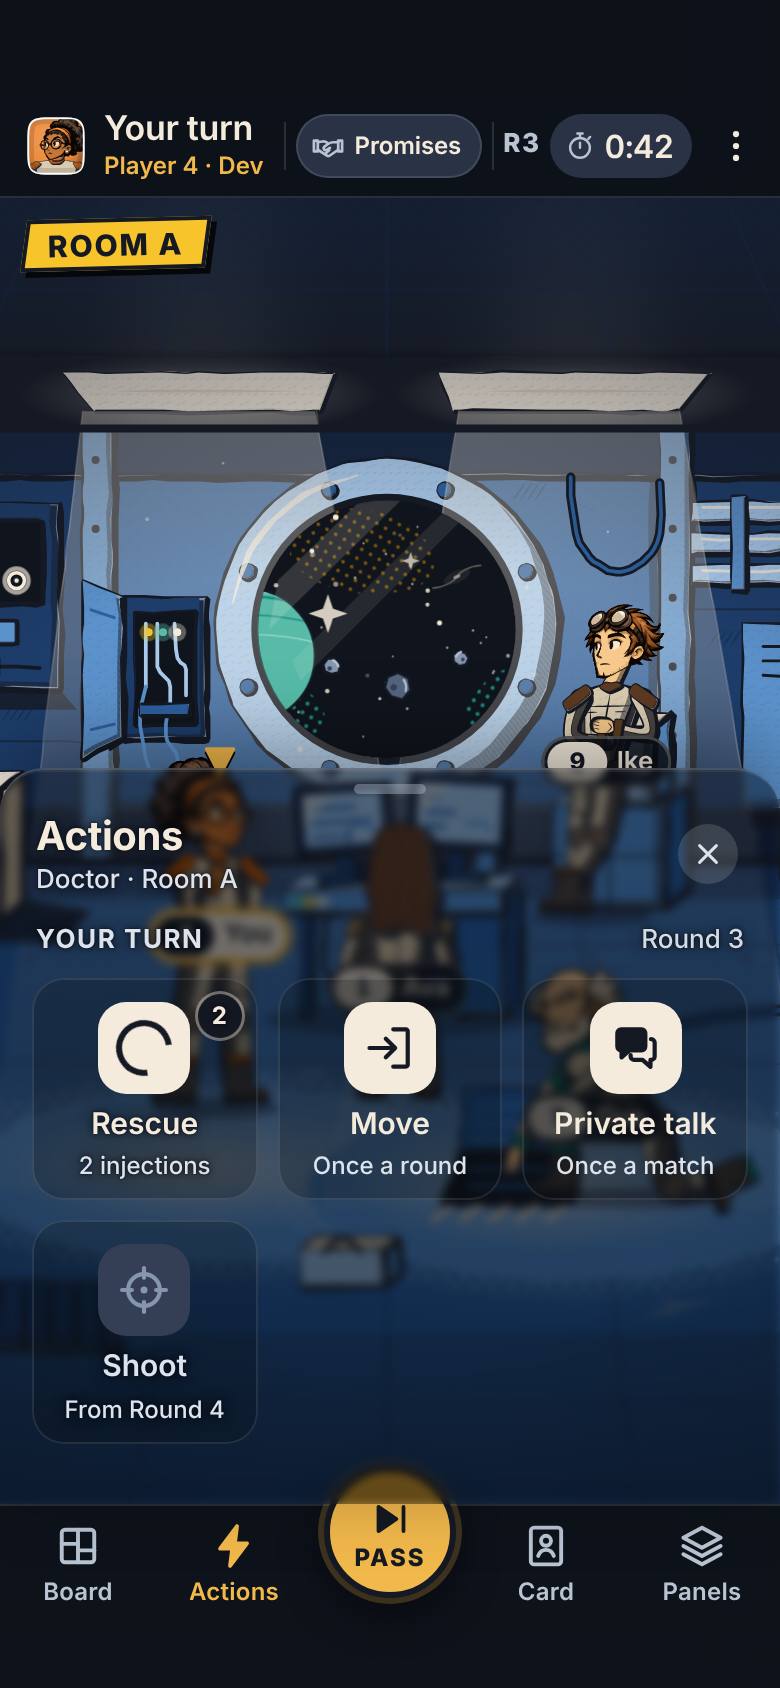 Your turn
Player 4 · Dev
Promises
R3
0:42
ROOM A
9 Ike
Actions
Doctor · Room A
YOUR TURN
Round 3
You
2
Rescue
2 injections
Move
Once a round
Private talk
Once a match
Shoot
From Round 4
PASS
Board
Actions
Card
Panels